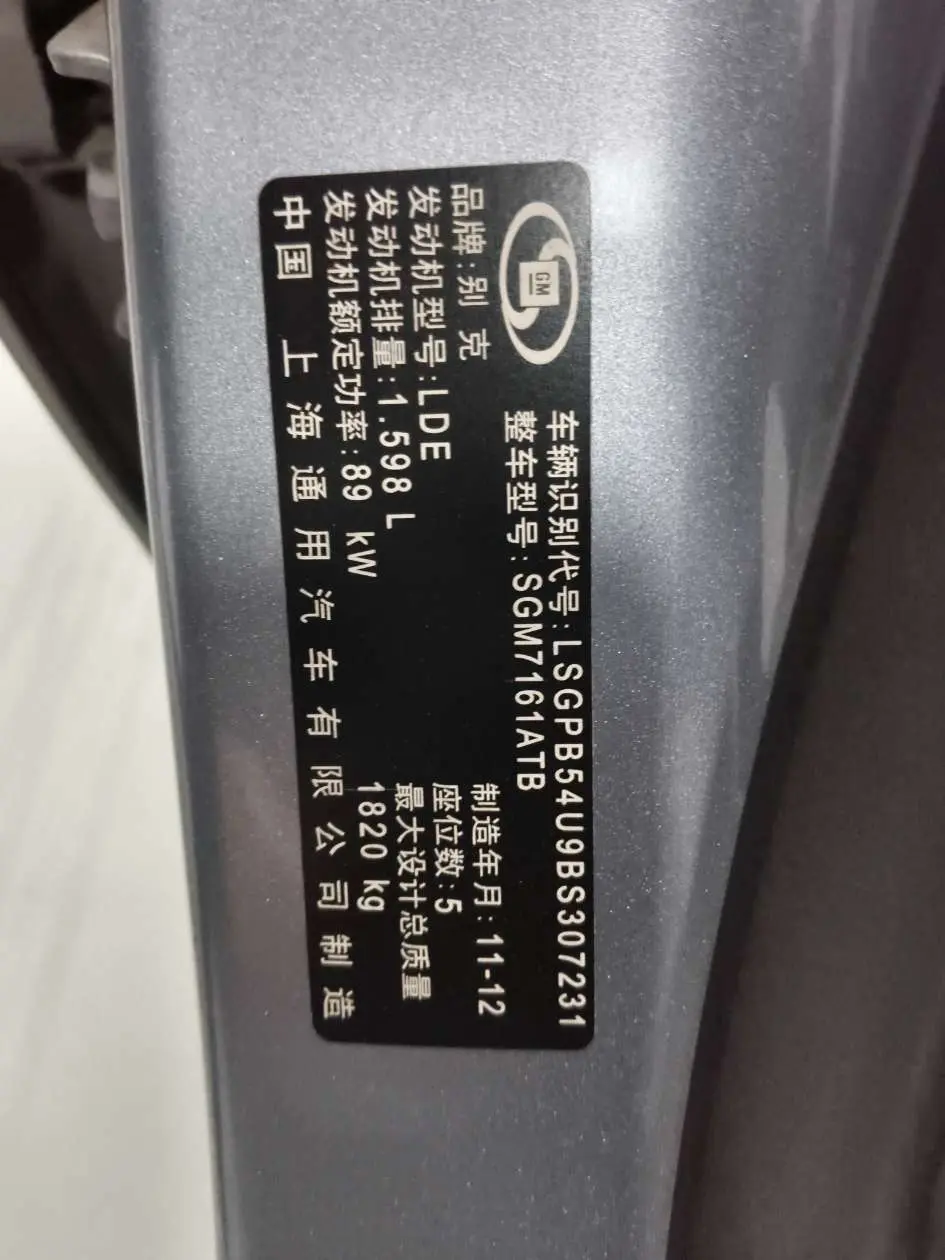 GM
车辆识别代号:LSGPB54U9BS307231
整车型号:SGM7161ATB
品牌:别 克
制造年月:11-12
发动机型号:LDE
座位数:5
发动机排量:1.598 L
最大设计总质量
发动机额定功率:89 kW
1820 kg
中国 上海通用汽车有限公司制造